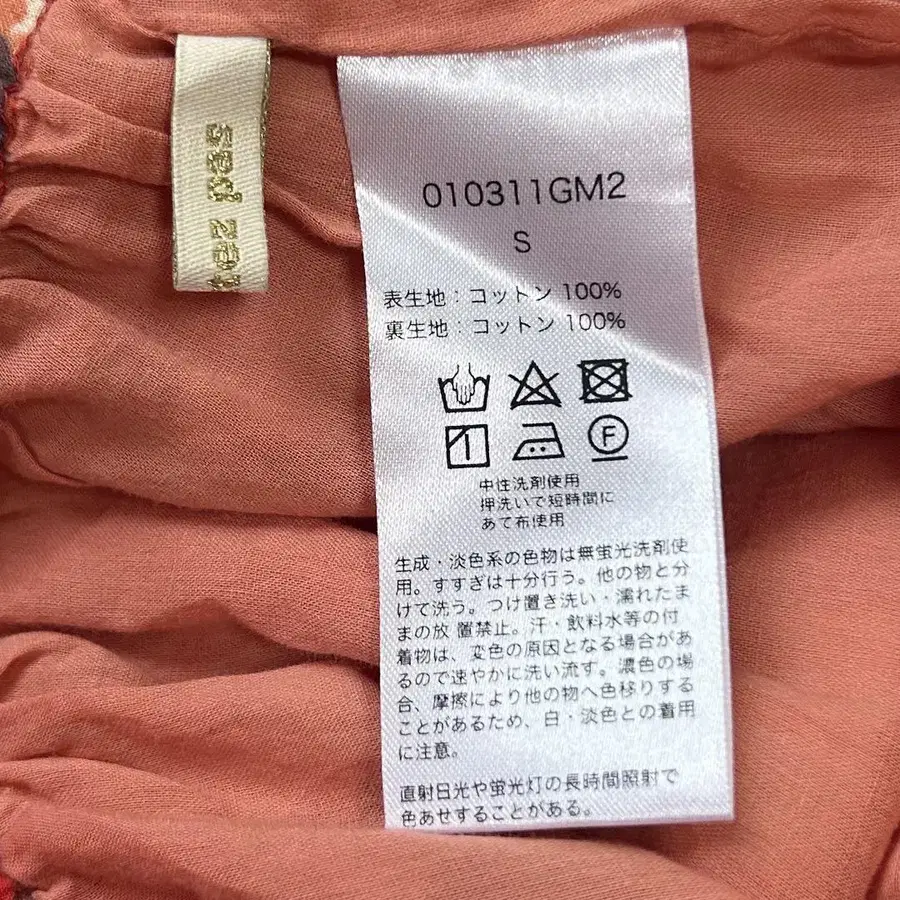 010311GM2
S
表生地：コットン 100%
裏生地：コットン 100%
F
中性洗剤使用
押洗いで短時間に
あて布使用
生成・淡色系の色物は無蛍光洗剤使
用。すすぎは十分行う。他の物と分
けて洗う。つけ置き洗い・濡れたま
まの放 置禁止。汗・飲料水等の付
着物は、変色の原因となる場合があ
るので速やかに洗い流す。濃色の場
合、摩擦により他の物へ色移りする
ことがあるため、白・淡色との着用
に注意。
直射日光や蛍光灯の長時間照射で
色あせすることがある。